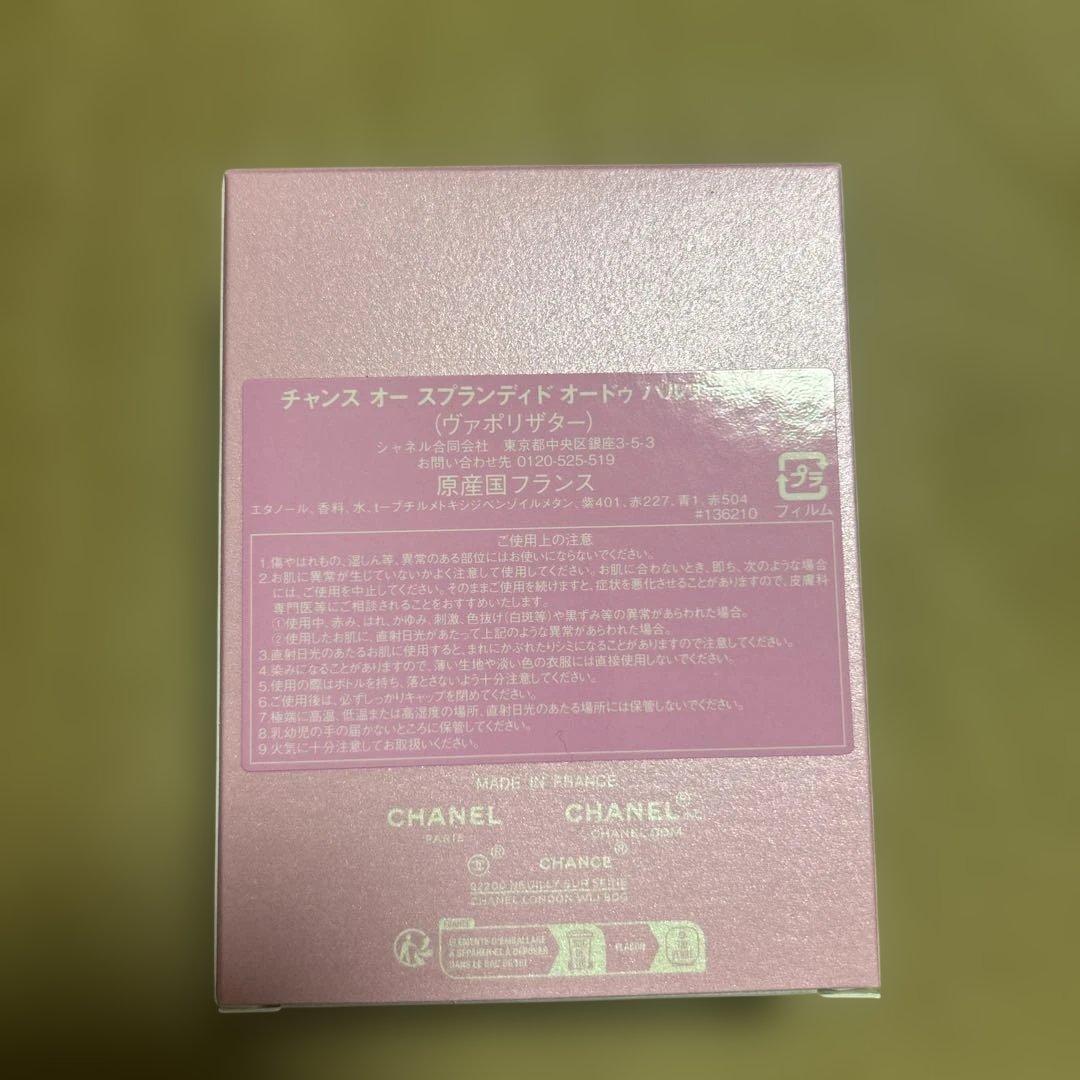 チャンス オー スプランディド オードゥ パルファ
(ヴァポリザター)
シャネル合同会社 東京都中央区銀座3-5-3
お問い合わせ先 0120-525-519
原産国フランス
エタノール、香料、水、t-ブチルメトキシジベンゾイルメタン、紫401、赤227、青1、赤504
#136210
プラ
フィルム
ご使用上の注意
1.傷やはれもの、湿しん等、異常のある部位にはお使いにならないでください。
2.お肌に異常が生じていないかよく注意して使用してください。お肌に合わないとき、即ち、次のような場合
には、ご使用を中止してください。そのままご使用を続けますと、症状を悪化させることがありますので、皮膚科
専門医等にご相談されることをおすすめいたします。
①使用中、赤み、はれ、かゆみ、刺激、色抜け(白斑等)や黒ずみ等の異常があらわれた場合。
②使用したお肌に、直射日光があたって上記のような異常があらわれた場合。
3.直射日光のあたるお肌に使用すると、まれにかぶれたりシミになることがありますので注意してください。
4.染みになることがありますので、薄い生地や淡い色の衣服には直接使用しないでください。
5.使用の際はボトルを持ち、落とさないよう十分注意してください。
6.ご使用後は、必ずしっかりキャップを閉めてください。
7.極端に高温、低温または高湿度の場所、直射日光のあたる場所には保管しないでください。
8.乳幼児の手の届かないところに保管してください。
9.火気に十分注意してお取扱いください。
MADE IN FRANCE
CHANEL CHANEL®
PARIS CHANEL.COM
® CHANCE®
92200 NEUILLY SUR SEINE
CHANEL LONDON W1J 6DG
FRANCE
ÉLÉMENTS D'EMBALLAGE
À SÉPARER ET À DÉPOSER
DANS LE BAC DE TRI
FLACON